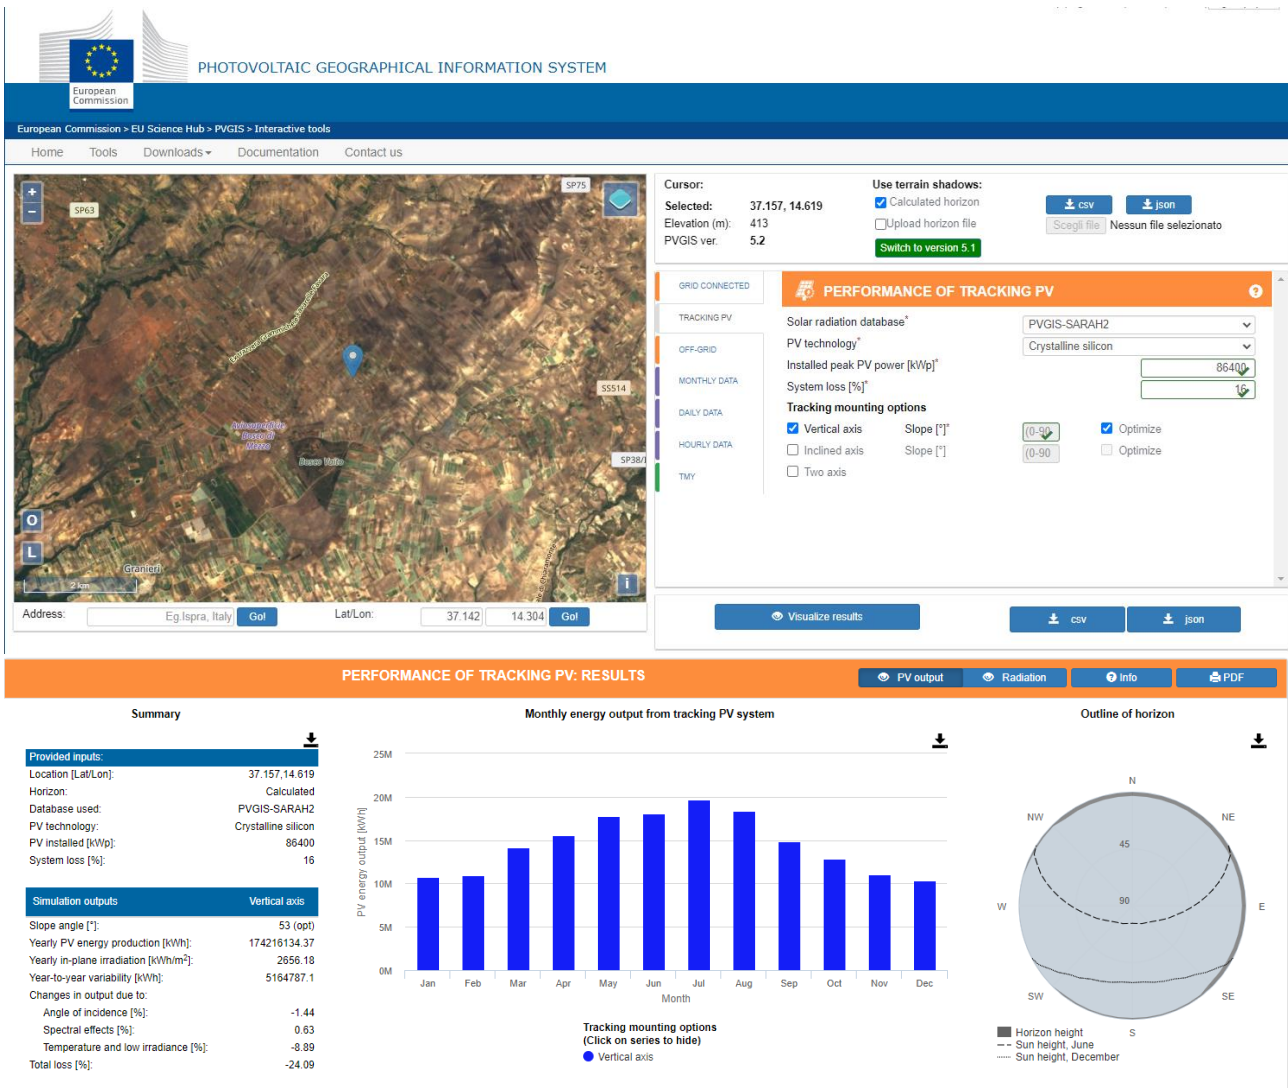 PHOTOVOLTAIC GEOGRAPHICAL INFORMATION SYSTEM
European
Commission
European Commission > EU Science Hub > PVGIS > Interactive tools
Home Tools Downloads Documentation Contact us
+
−
SP63
SP75
SS514
Aviosuperficie
Bosco di
Mezzo
Bosco Vaito
Granieri
O
L
2 km
i
Address: Eg.Ispra, Italy Go! Lat/Lon: 37.142 14.304 Go!
Cursor:
Selected: 37.157, 14.619
Elevation (m): 413
PVGIS ver. 5.2
Use terrain shadows:
Calculated horizon
Upload horizon file
Switch to version 5.1
csv json
Scegli file Nessun file selezionato
GRID CONNECTED
TRACKING PV
OFF-GRID
MONTHLY DATA
DAILY DATA
HOURLY DATA
TMY
PERFORMANCE OF TRACKING PV ?
Solar radiation database* PVGIS-SARAH2
PV technology* Crystalline silicon
Installed peak PV power [kWp]* 86400
System loss [%]* 16
Tracking mounting options
Vertical axis Slope [°]* (0-90 Optimize
Inclined axis Slope [°] (0-90 Optimize
Two axis
Visualize results csv json
PERFORMANCE OF TRACKING PV: RESULTS
PV output Radiation Info PDF
Summary
Provided inputs:
Location [Lat/Lon]: 37.157,14.619
Horizon: Calculated
Database used: PVGIS-SARAH2
PV technology: Crystalline silicon
PV installed [kWp]: 86400
System loss [%]: 16
Simulation outputs Vertical axis
Slope angle [°]: 53 (opt)
Yearly PV energy production [kWh]: 174216134.37
Yearly in-plane irradiation [kWh/m²]: 2656.18
Year-to-year variability [kWh]: 5164787.1
Changes in output due to:
Angle of incidence [%]: -1.44
Spectral effects [%]: 0.63
Temperature and low irradiance [%]: -8.89
Total loss [%]: -24.09
Monthly energy output from tracking PV system
PV energy output [kWh]
25M
20M
15M
10M
5M
0M
Jan Feb Mar Apr May Jun Jul Aug Sep Oct Nov Dec
Month
Tracking mounting options
(Click on series to hide)
Vertical axis
Outline of horizon
N
NW NE
45
90
W E
SW SE
S
Horizon height
Sun height, June
Sun height, December